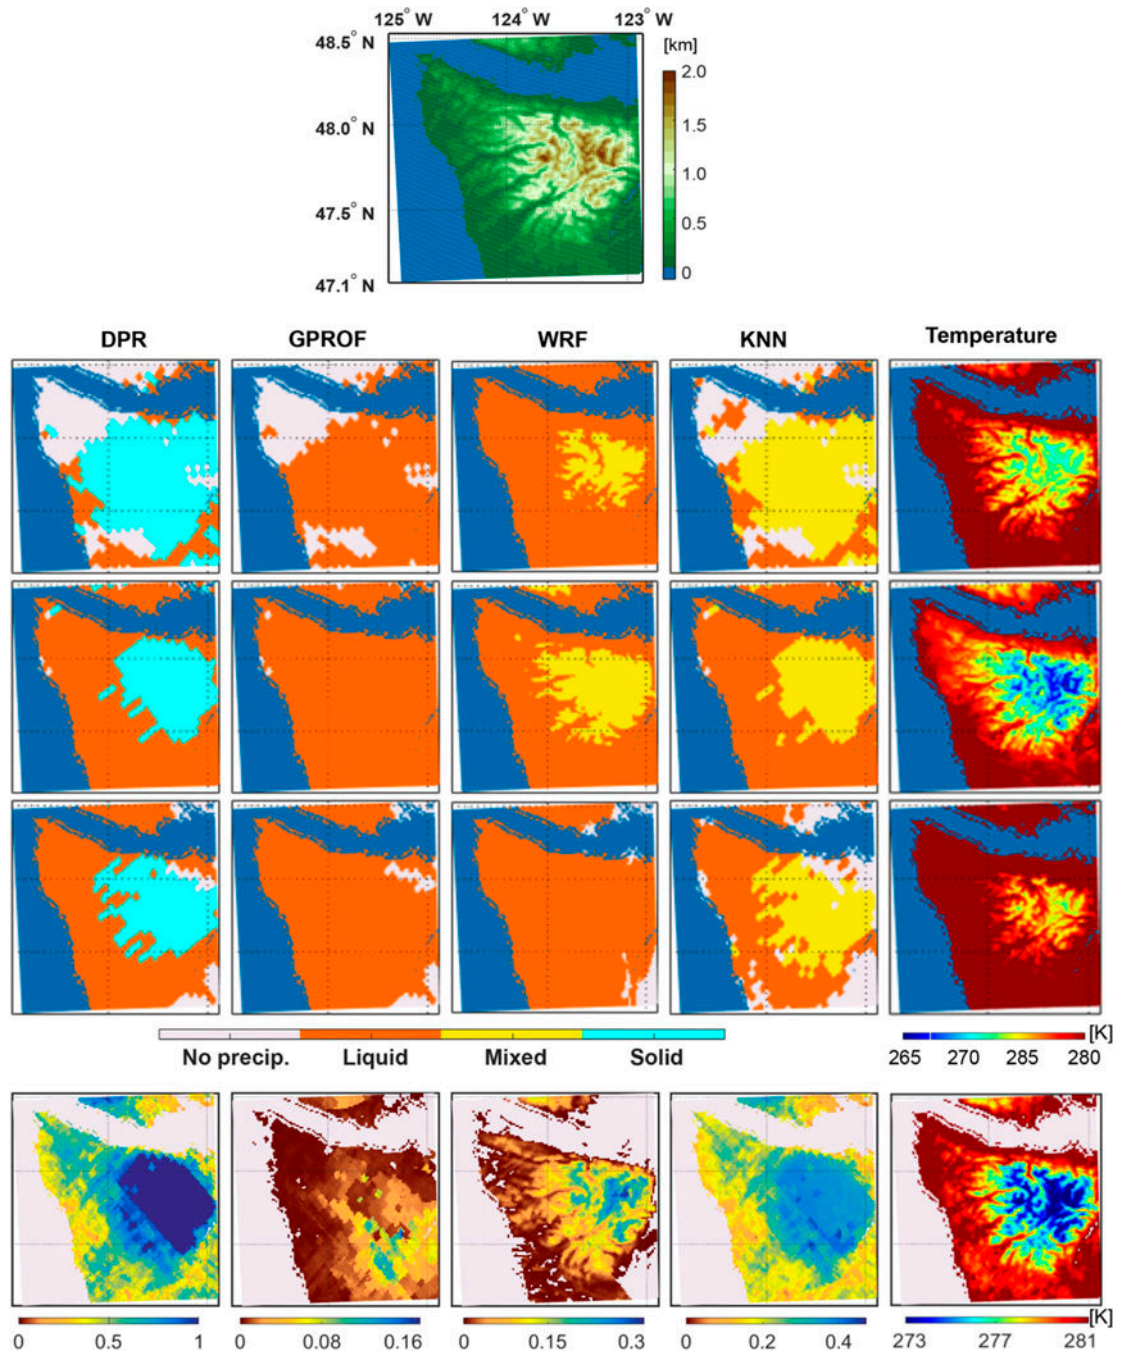 125° W 124° W 123° W
48.5° N
[km]
2.0
48.0° N
1.5
1.0
47.5° N
0.5
0
47.1° N
DPR GPROF WRF KNN Temperature
[K]
No precip. Liquid Mixed Solid
265 270 285 280
[K]
0 0.5 1 0 0.08 0.16 0 0.15 0.3 0 0.2 0.4 273 277 281